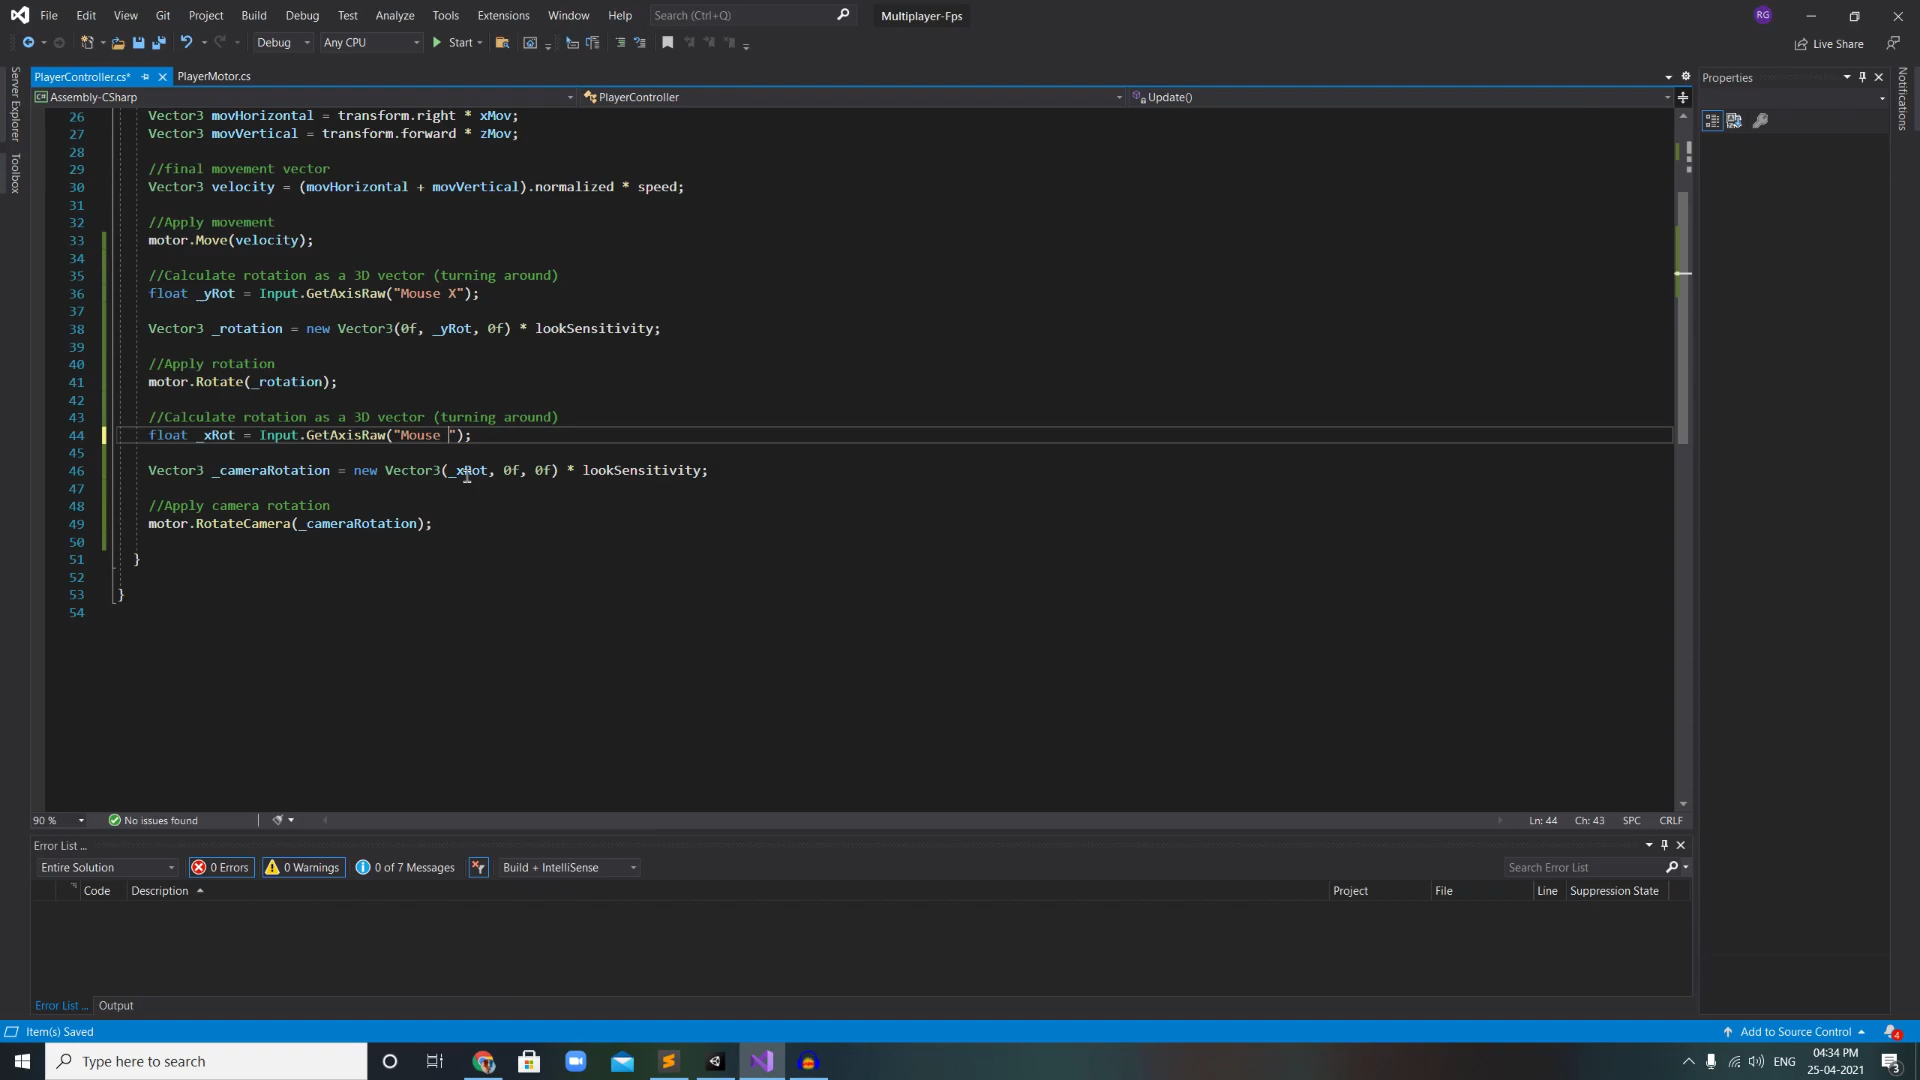 File Edit View Git Project Build Debug Test Analyze Tools Extensions Window Help Search (Ctrl+Q) Multiplayer-Fps RG
Debug Any CPU Start Live Share
Server Explorer
Toolbox
PlayerController.cs* PlayerMotor.cs
Assembly-CSharp PlayerController Update()
26 Vector3 movHorizontal = transform.right * xMov;
27 Vector3 movVertical = transform.forward * zMov;
28
29 //final movement vector
30 Vector3 velocity = (movHorizontal + movVertical).normalized * speed;
31
32 //Apply movement
33 motor.Move(velocity);
34
35 //Calculate rotation as a 3D vector (turning around)
36 float _yRot = Input.GetAxisRaw("Mouse X");
37
38 Vector3 _rotation = new Vector3(0f, _yRot, 0f) * lookSensitivity;
39
40 //Apply rotation
41 motor.Rotate(_rotation);
42
43 //Calculate rotation as a 3D vector (turning around)
44 float _xRot = Input.GetAxisRaw("Mouse ");
45
46 Vector3 _cameraRotation = new Vector3(_xRot, 0f, 0f) * lookSensitivity;
47
48 //Apply camera rotation
49 motor.RotateCamera(_cameraRotation);
50
51 }
52
53 }
54
90 % No issues found Ln: 44 Ch: 43 SPC CRLF
Properties
Notifications
Error List ...
Entire Solution 0 Errors 0 Warnings 0 of 7 Messages Build + IntelliSense Search Error List
Code Description Project File Line Suppression State
Error List ... Output
Item(s) Saved Add to Source Control 4
Type here to search ENG 04:34 PM
25-04-2021 3